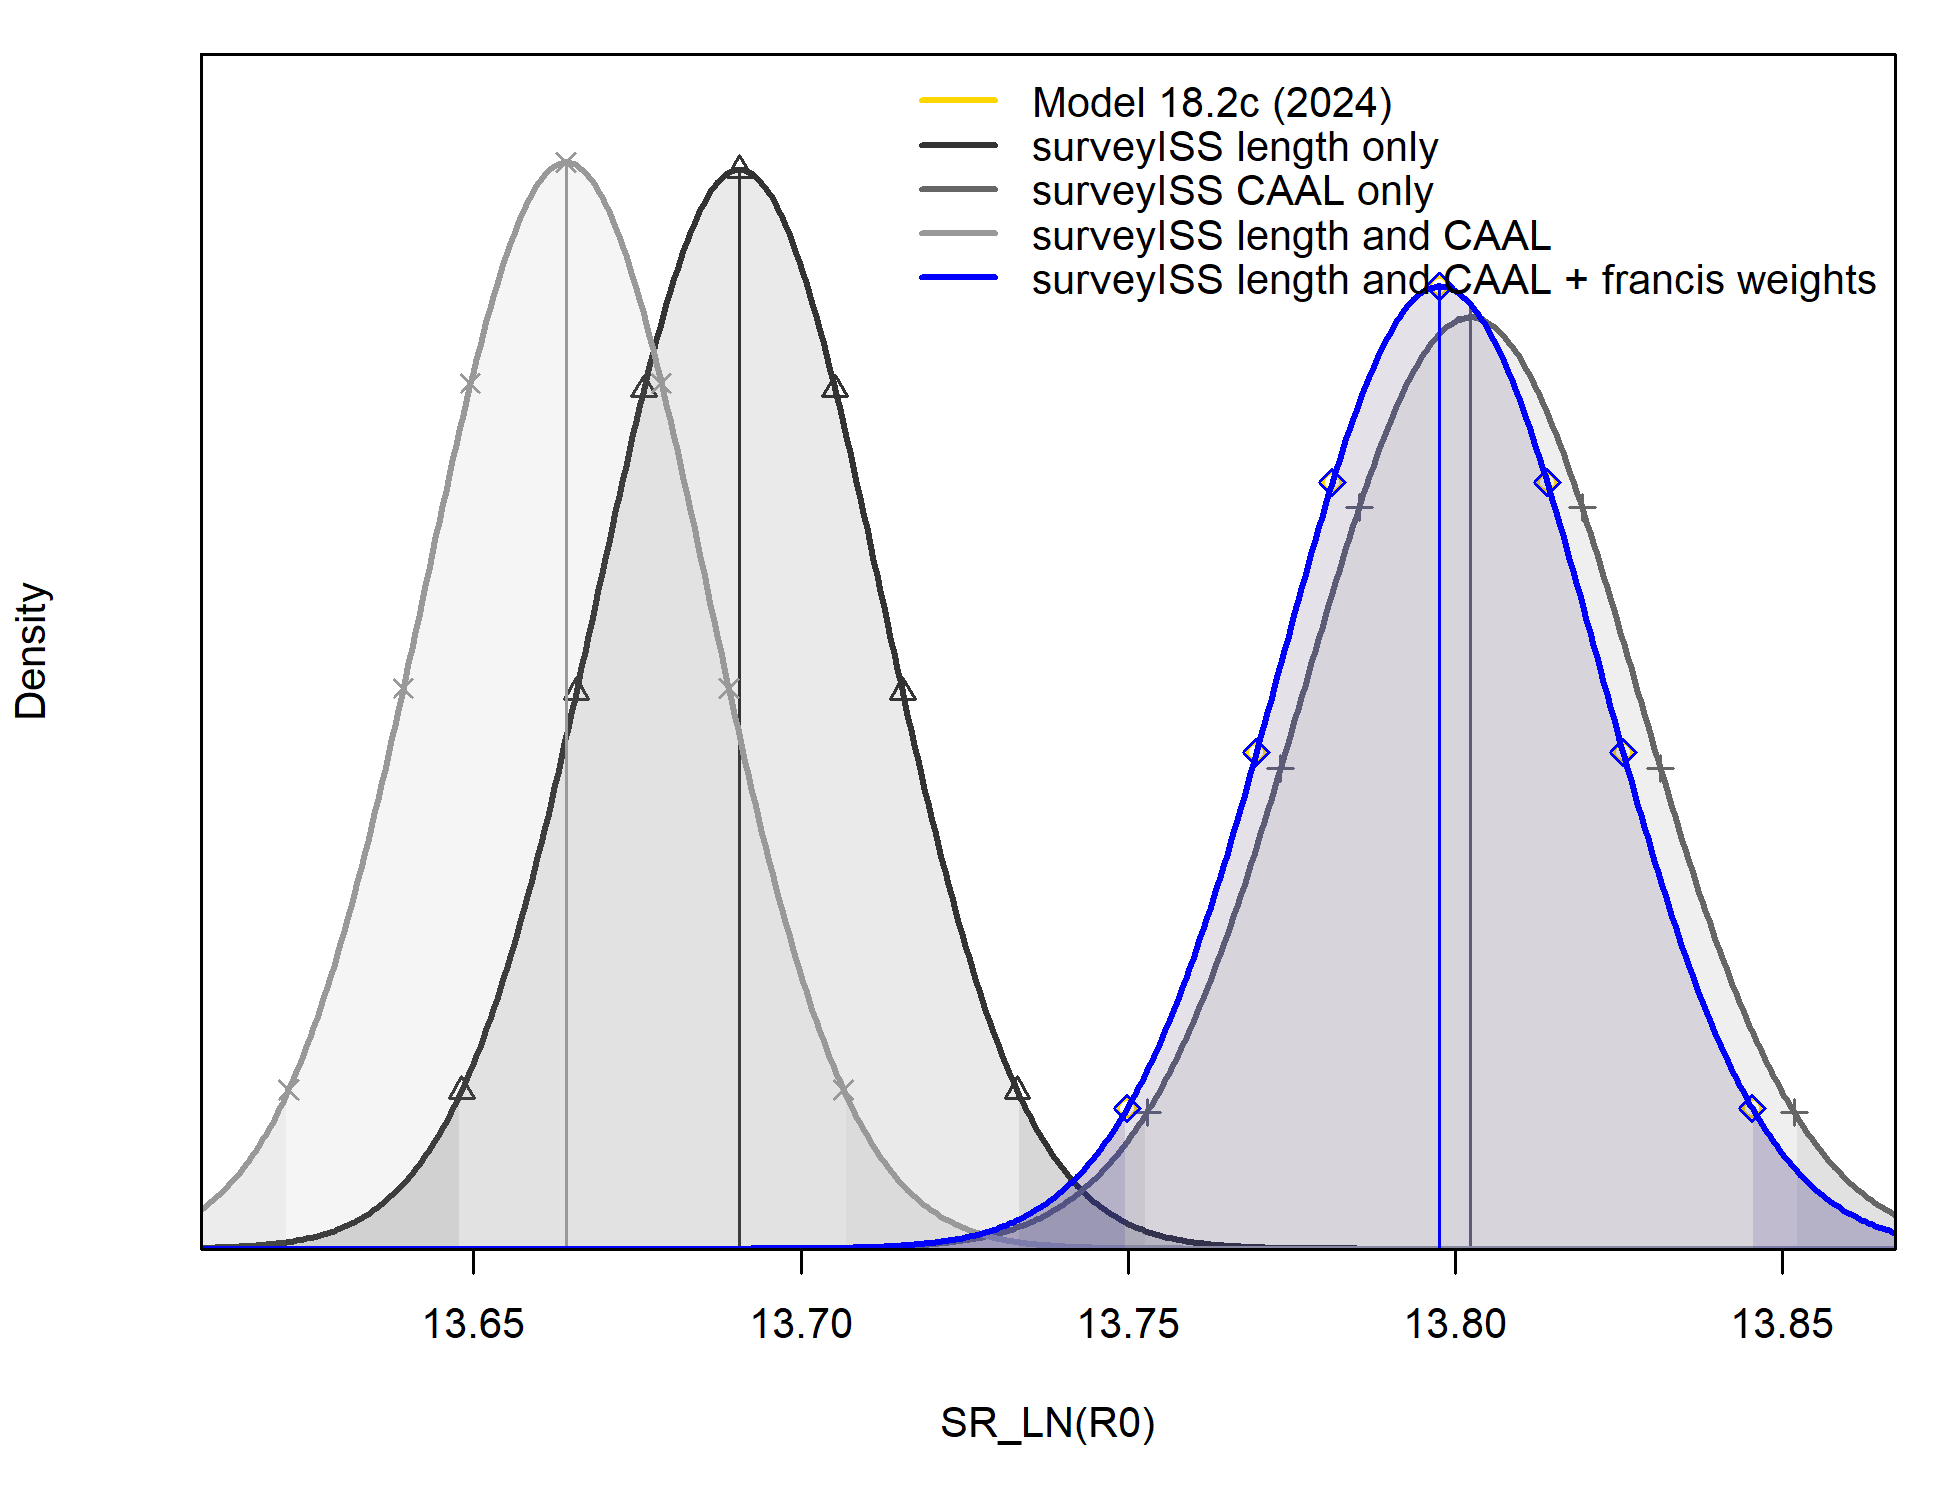 Model 18.2c (2024)
surveyISS length only
surveyISS CAAL only
surveyISS length and CAAL
surveyISS length and CAAL + francis weights
Density
13.65 13.70 13.75 13.80 13.85
SR_LN(R0)